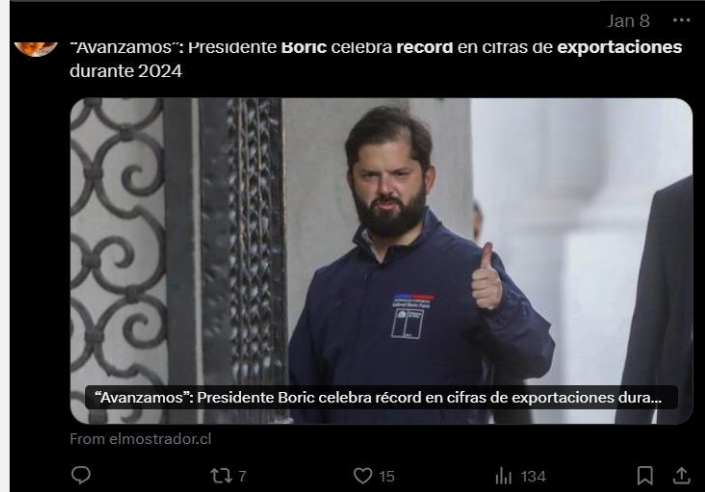 Jan 8 ···
“Avanzamos”: Presidente Boric celebra récord en cifras de exportaciones
durante 2024
“Avanzamos”: Presidente Boric celebra récord en cifras de exportaciones dura...
From elmostrador.cl
7 15 134